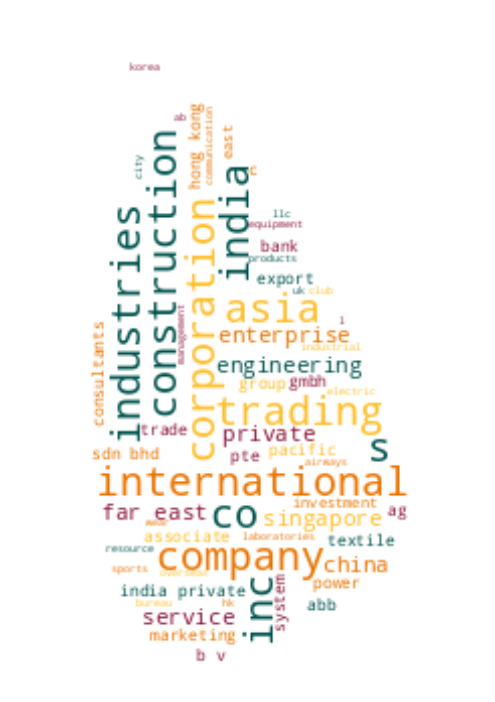 korea
ab
hong kong
communication
east
city
construction
industries
corporation
india
c
llc
equipment
bank
products
export
uk
club
asia
l
management
enterprise
industrial
consultants
engineering
group
gmbh
electric
trading
trade
private
s
sdn bhd
pte
pacific
airways
international
investment
far east
co
singapore
ag
wear
associate
laboratories
textile
resource
company
china
sports
overseas
power
india private
inc
system
bureau
hk
abb
service
marketing
b v